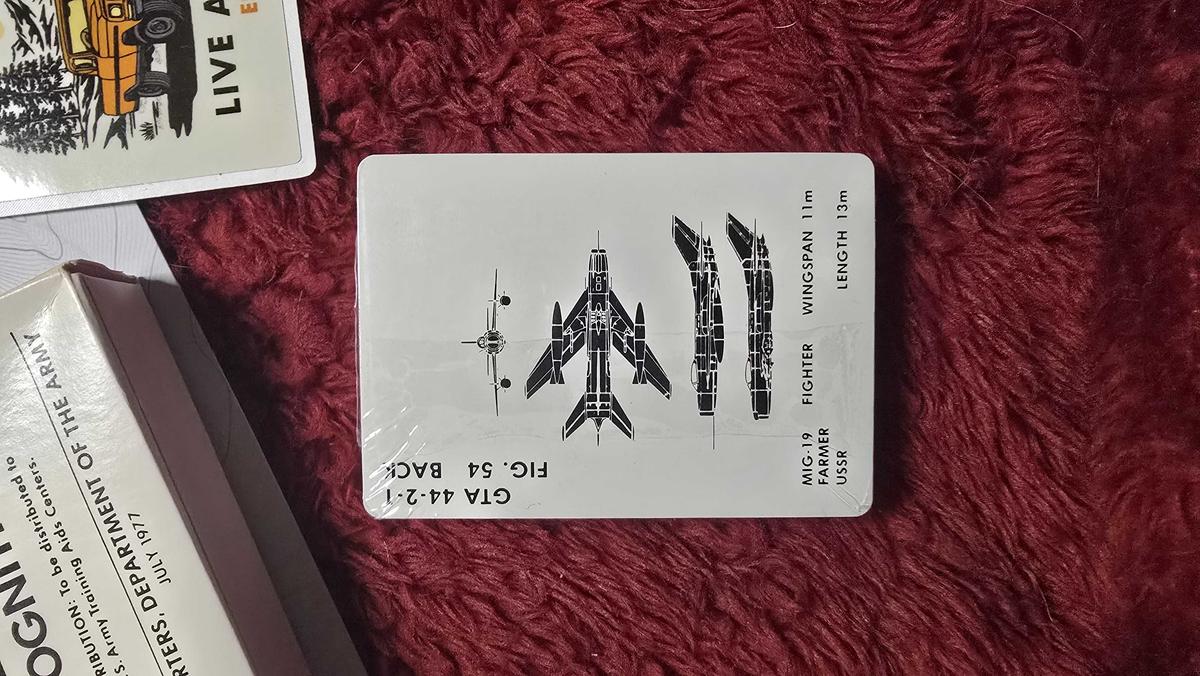 LIVE A
E
GTA 44-2-1
FIG. 54 BACK
MIG-19 FIGHTER WINGSPAN 11m
FARMER LENGTH 13m
USSR
OGNIT
RIBUTION: To be distributed to
.S. Army Training Aids Centers.
RTERS, DEPARTMENT OF THE ARMY
JULY 1977